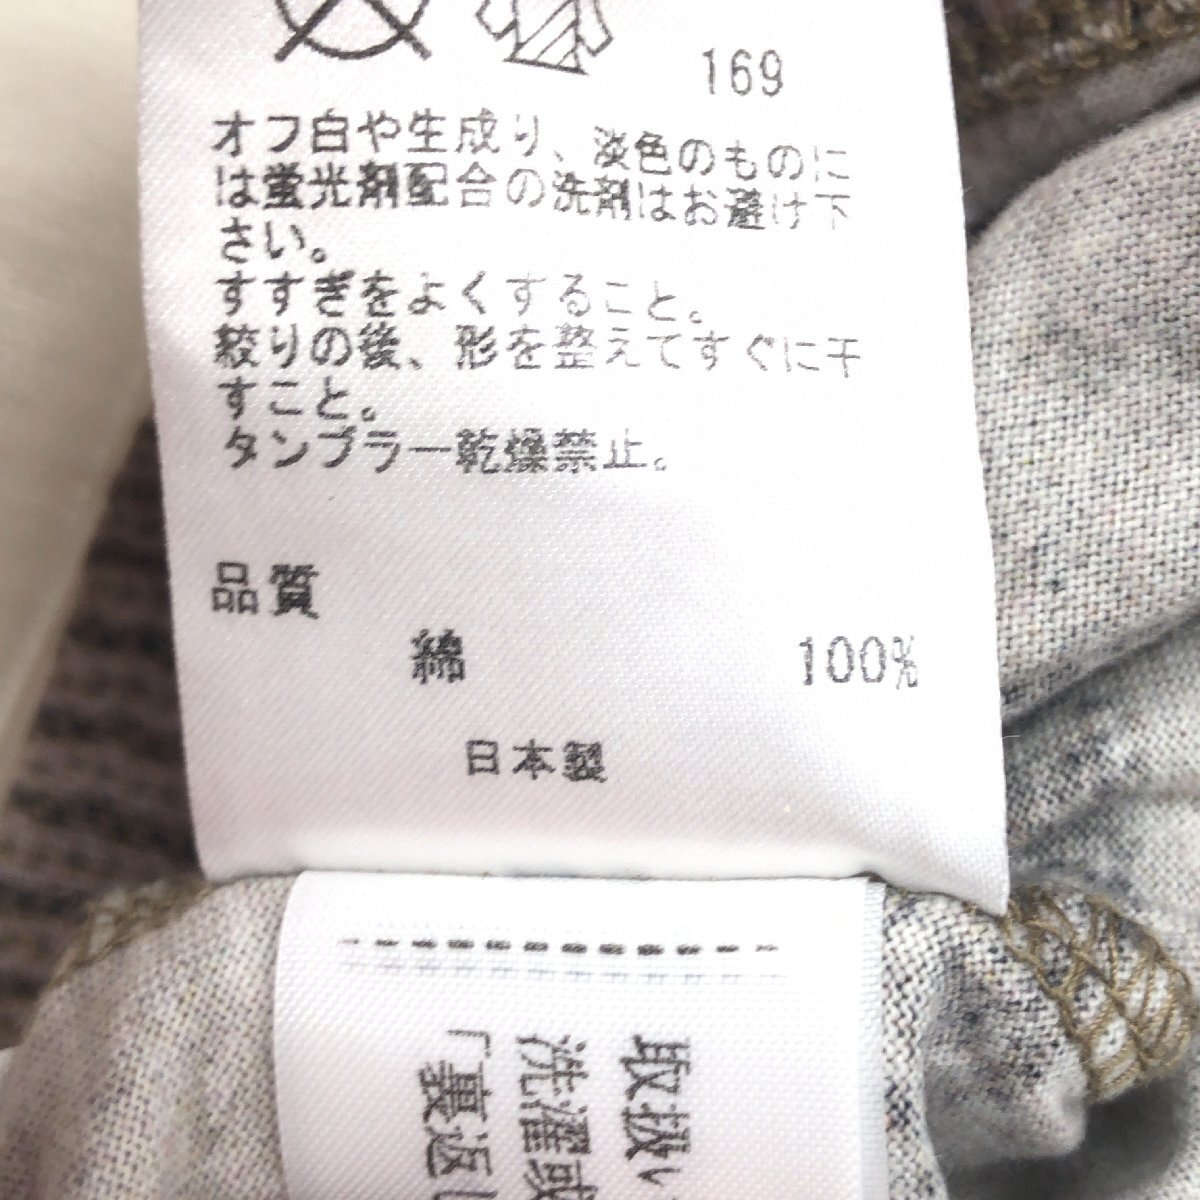 169
オフ白や生成り、淡色のものに
は蛍光剤配合の洗剤はお避け下
さい。
すすぎをよくすること。
絞りの後、形を整えてすぐに干
すこと。
タンブラー乾燥禁止。
品質
綿 100%
日本製
取扱い
洗濯或
「裏返し